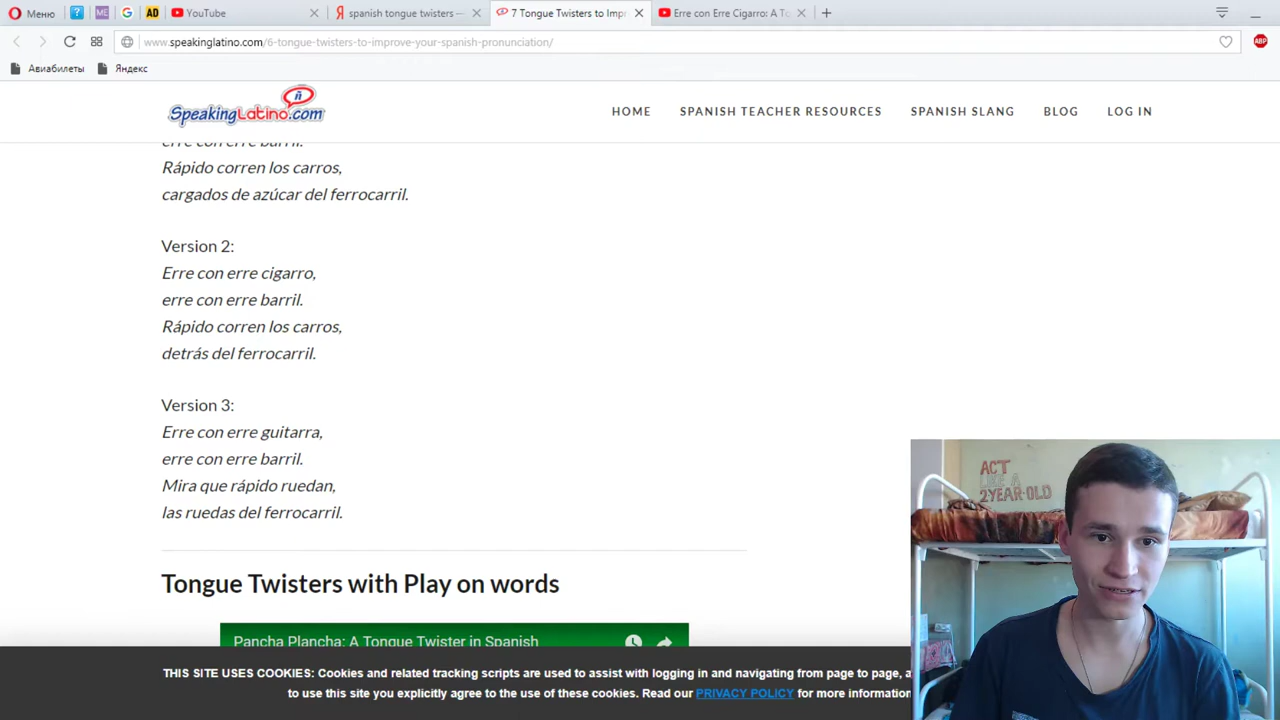 Меню
?
ME
G
AD
YouTube
spanish tongue twisters —
7 Tongue Twisters to Impr
Erre con Erre Cigarro: A To
www.speakinglatino.com/6-tongue-twisters-to-improve-your-spanish-pronunciation/
ABP
Авиабилеты
Яндекс
ñ
SpeakingLatino.com
HOME
SPANISH TEACHER RESOURCES
SPANISH SLANG
BLOG
LOG IN
erre con erre barril.
Rápido corren los carros,
cargados de azúcar del ferrocarril.
Version 2:
Erre con erre cigarro,
erre con erre barril.
Rápido corren los carros,
detrás del ferrocarril.
Version 3:
Erre con erre guitarra,
erre con erre barril.
Mira que rápido ruedan,
las ruedas del ferrocarril.
ACT
LIKE A
2 YEAR-OLD
Tongue Twisters with Play on words
Pancha Plancha: A Tongue Twister in Spanish
THIS SITE USES COOKIES: Cookies and related tracking scripts are used to assist with logging in and navigating from page to page, a
to use this site you explicitly agree to the use of these cookies. Read our PRIVACY POLICY for more information